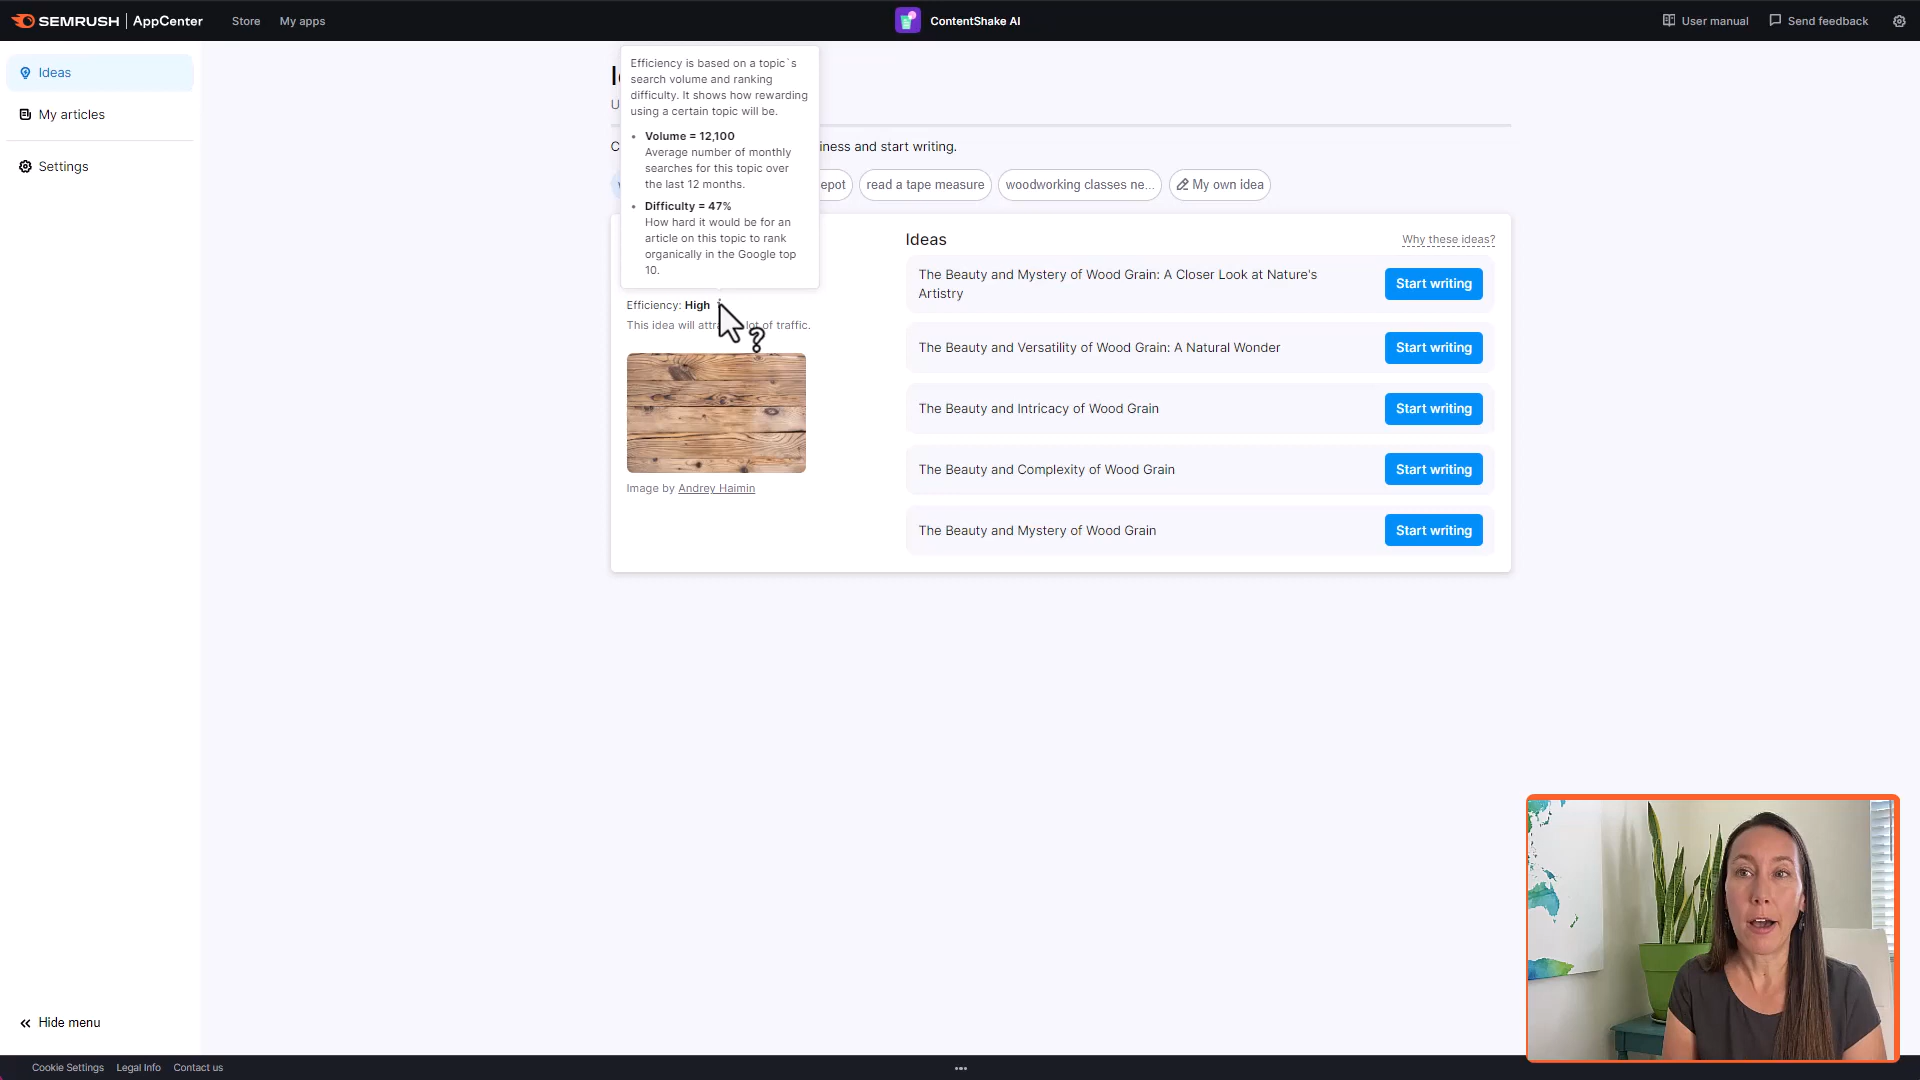 SEMRUSH AppCenter Store My apps ContentShake AI User manual Send feedback
Ideas
My articles
Settings
Efficiency is based on a topic`s
search volume and ranking
difficulty. It shows how rewarding
using a certain topic will be.
• Volume = 12,100
Average number of monthly
searches for this topic over
the last 12 months.
• Difficulty = 47%
How hard it would be for an
article on this topic to rank
organically in the Google top
10.
iness and start writing.
epot read a tape measure woodworking classes ne... My own idea
Efficiency: High
This idea will attra lot of traffic.
Image by Andrey Haimin
Ideas Why these ideas?
The Beauty and Mystery of Wood Grain: A Closer Look at Nature's
Artistry
Start writing
The Beauty and Versatility of Wood Grain: A Natural Wonder Start writing
The Beauty and Intricacy of Wood Grain Start writing
The Beauty and Complexity of Wood Grain Start writing
The Beauty and Mystery of Wood Grain Start writing
Hide menu
Cookie Settings Legal Info Contact us